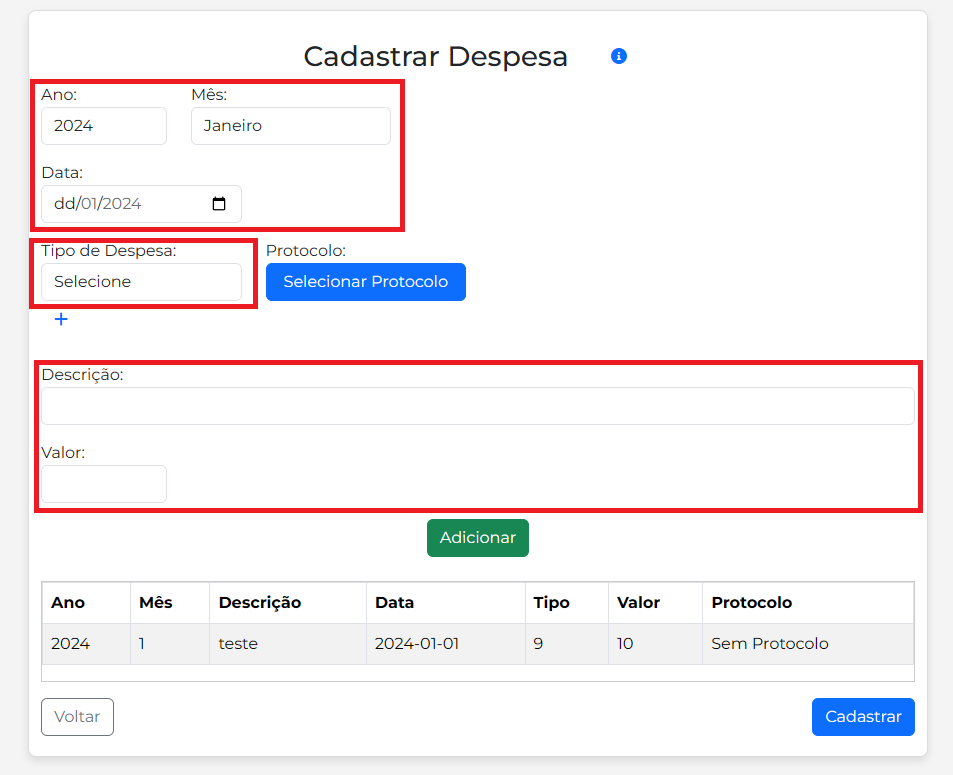 Cadastrar Despesa
Ano: Mês:
2024 Janeiro
Data:
dd/01/2024
Tipo de Despesa: Protocolo:
Selecione Selecionar Protocolo
+
Descrição:
Valor:
Adicionar
Ano Mês Descrição Data Tipo Valor Protocolo
2024 1 teste 2024-01-01 9 10 Sem Protocolo
Voltar Cadastrar